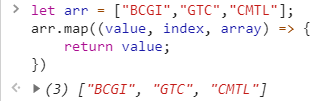 > let arr = ["BCGI","GTC","CMTL"];
arr.map((value, index, array) => {
    return value;
})
<· ▶ (3) ["BCGI", "GTC", "CMTL"]